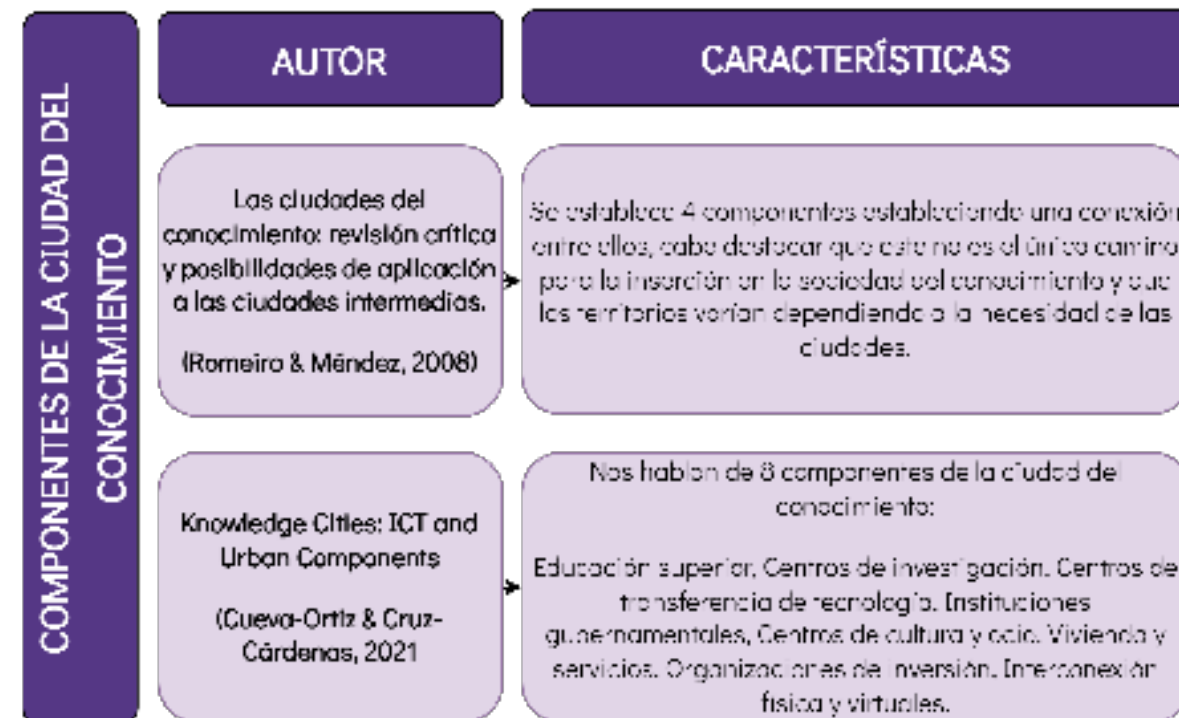 COMPONENTES DE LA CIUDAD DEL
CONOCIMIENTO
AUTOR
CARACTERÍSTICAS
Las ciudades del
conocimiento: revisión crítica
y posibilidades de aplicación
a las ciudades intermedias.
(Romeiro & Méndez, 2008)
Se establece 4 componentes estableciendo una conexión
entre ellos, cabe destacar que este no es el único camino
para la inserción en la sociedad del conocimiento y que
los territorios varían dependiendo a la necesidad de las
ciudades.
Knowledge Cities: ICT and
Urban Components
(Cueva-Ortiz & Cruz-
Cárdenas, 2021
Nos hablan de 8 componentes de la ciudad del
conocimiento:
Educación superior, Centros de investigación. Centros de
transferencia de tecnología. Instituciones
gubernamentales, Centros de cultura y ocio. Vivienda y
servicios. Organizaciones de inversión. Interconexión
física y virtuales.